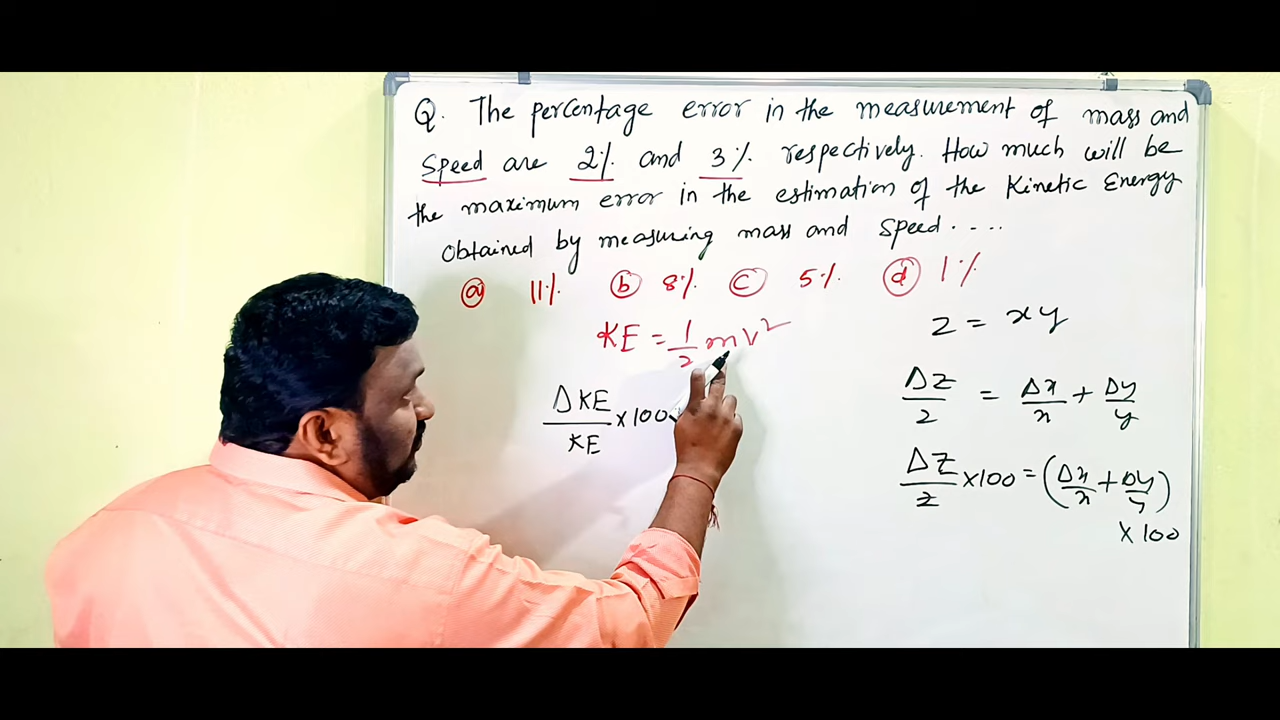 Q. The percentage error in the measurement of mass and
speed are 2% and 3% respectively. How much will be
the maximum error in the estimation of the Kinetic Energy
obtained by measuring mass and speed....
ⓐ 11% ⓑ 8% ⓒ 5% ⓓ 1%
KE = 1/2 mv²
z = xy
ΔKE/KE × 100
Δz/z = Δx/x + Δy/y
Δz/z × 100 = (Δx/x + Δy/y)
× 100